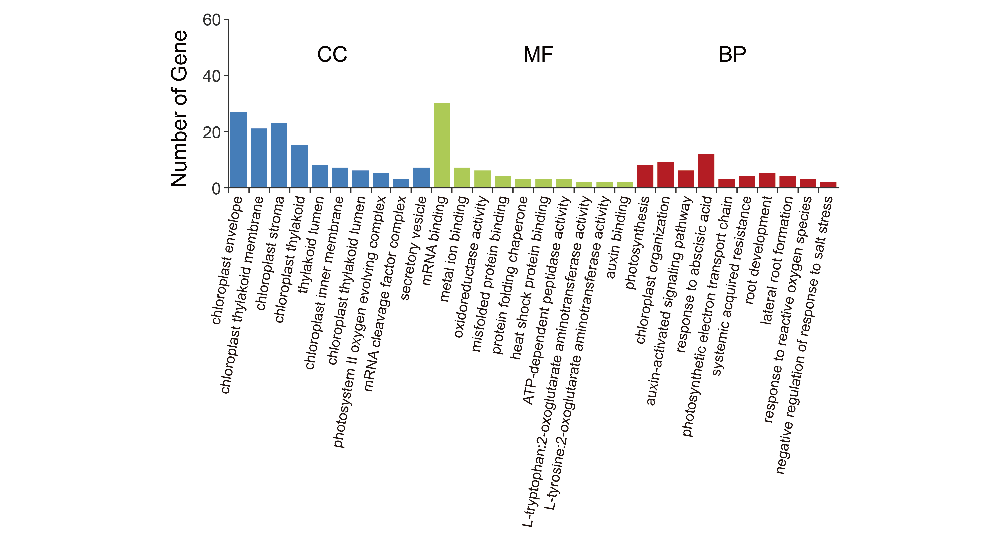 Number of Gene
60
40
20
0
CC
MF
BP
chloroplast envelope
chloroplast thylakoid membrane
chloroplast stroma
chloroplast thylakoid
thylakoid lumen
chloroplast inner membrane
chloroplast thylakoid lumen
photosystem II oxygen evolving complex
mRNA cleavage factor complex
secretory vesicle
mRNA binding
metal ion binding
oxidoreductase activity
misfolded protein binding
protein folding chaperone
heat shock protein binding
ATP-dependent peptidase activity
L-tryptophan:2-oxoglutarate aminotransferase activity
L-tyrosine:2-oxoglutarate aminotransferase activity
auxin binding
photosynthesis
chloroplast organization
auxin-activated signaling pathway
response to abscisic acid
photosynthetic electron transport chain
systemic acquired resistance
root development
lateral root formation
response to reactive oxygen species
negative regulation of response to salt stress